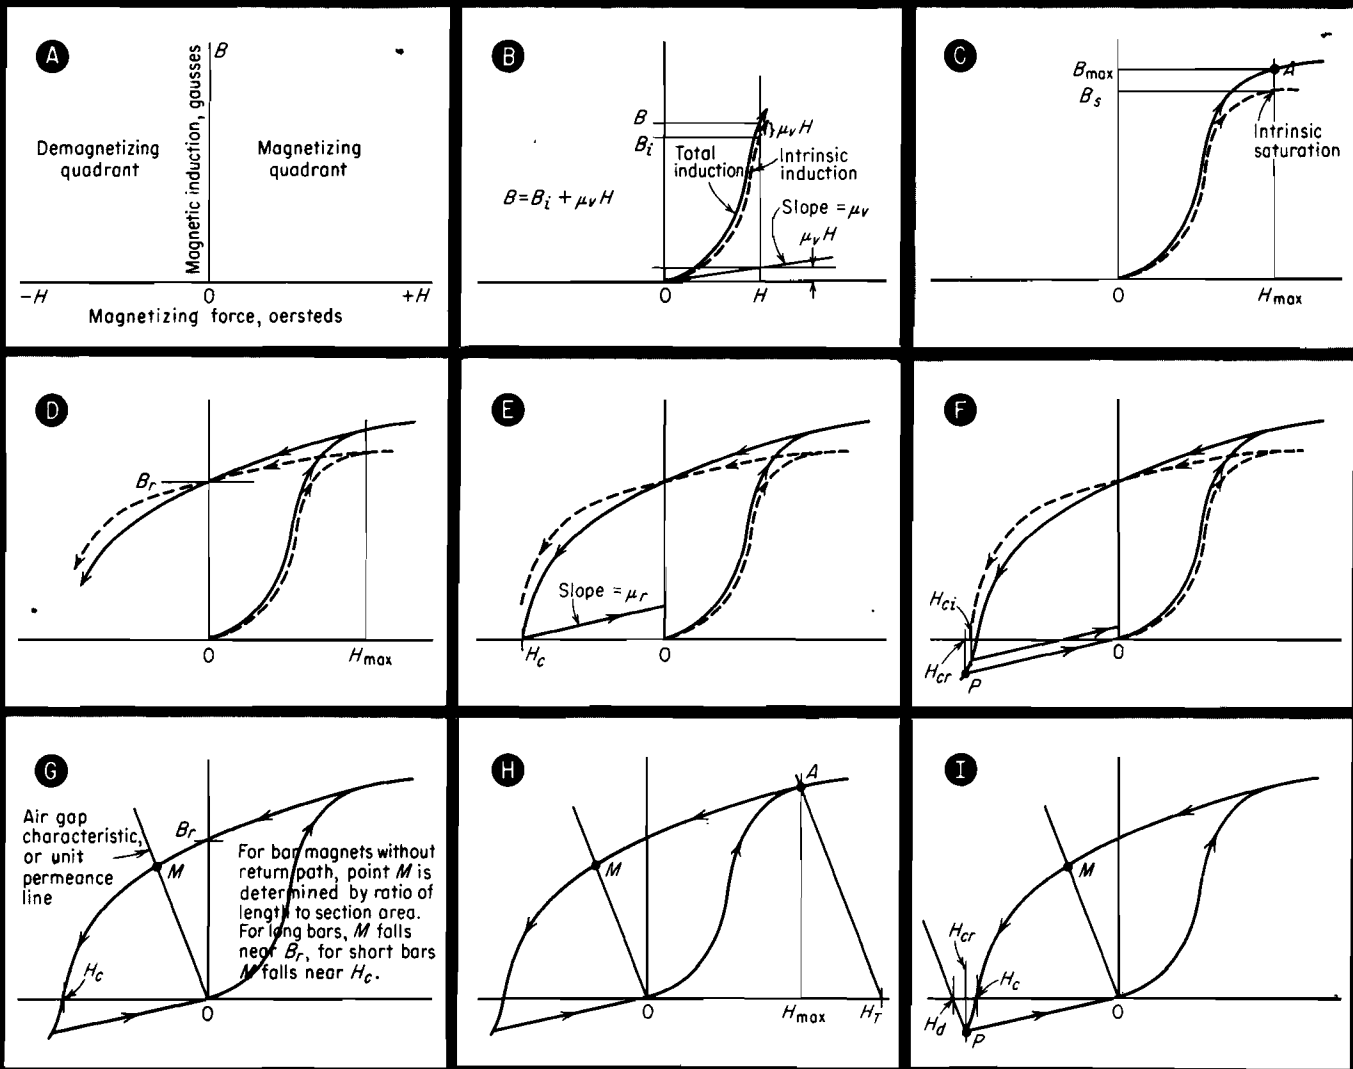 A
B
Magnetic induction, gausses
Demagnetizing
quadrant
Magnetizing
quadrant
−H
0
+H
Magnetizing force, oersteds
B
B
Bᵢ
μᵥH
Total
induction
Intrinsic
induction
B=Bᵢ + μᵥH
Slope = μᵥ
μᵥH
0
H
C
Bmax
A
Bₛ
Intrinsic
saturation
0
Hmax
D
Bᵣ
0
Hmax
E
Slope = μᵣ
Hc
0
F
Hci
Hcr
P
0
G
Air gap
characteristic,
or unit
permeance
line
Bᵣ
M
For bar magnets without
return path, point M is
determined by ratio of
length to section area.
For long bars, M falls
near Bᵣ, for short bars
M falls near Hc.
Hc
0
H
A
M
0
Hmax
H_T
I
M
Hcr
Hc
Hd
P
0